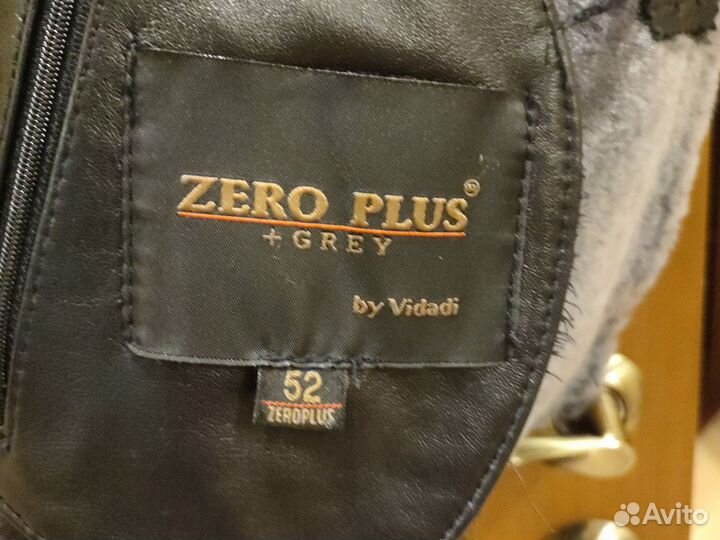 ZERO PLUS®
+ GREY
by Vidadi
52
ZEROPLUS
Avito